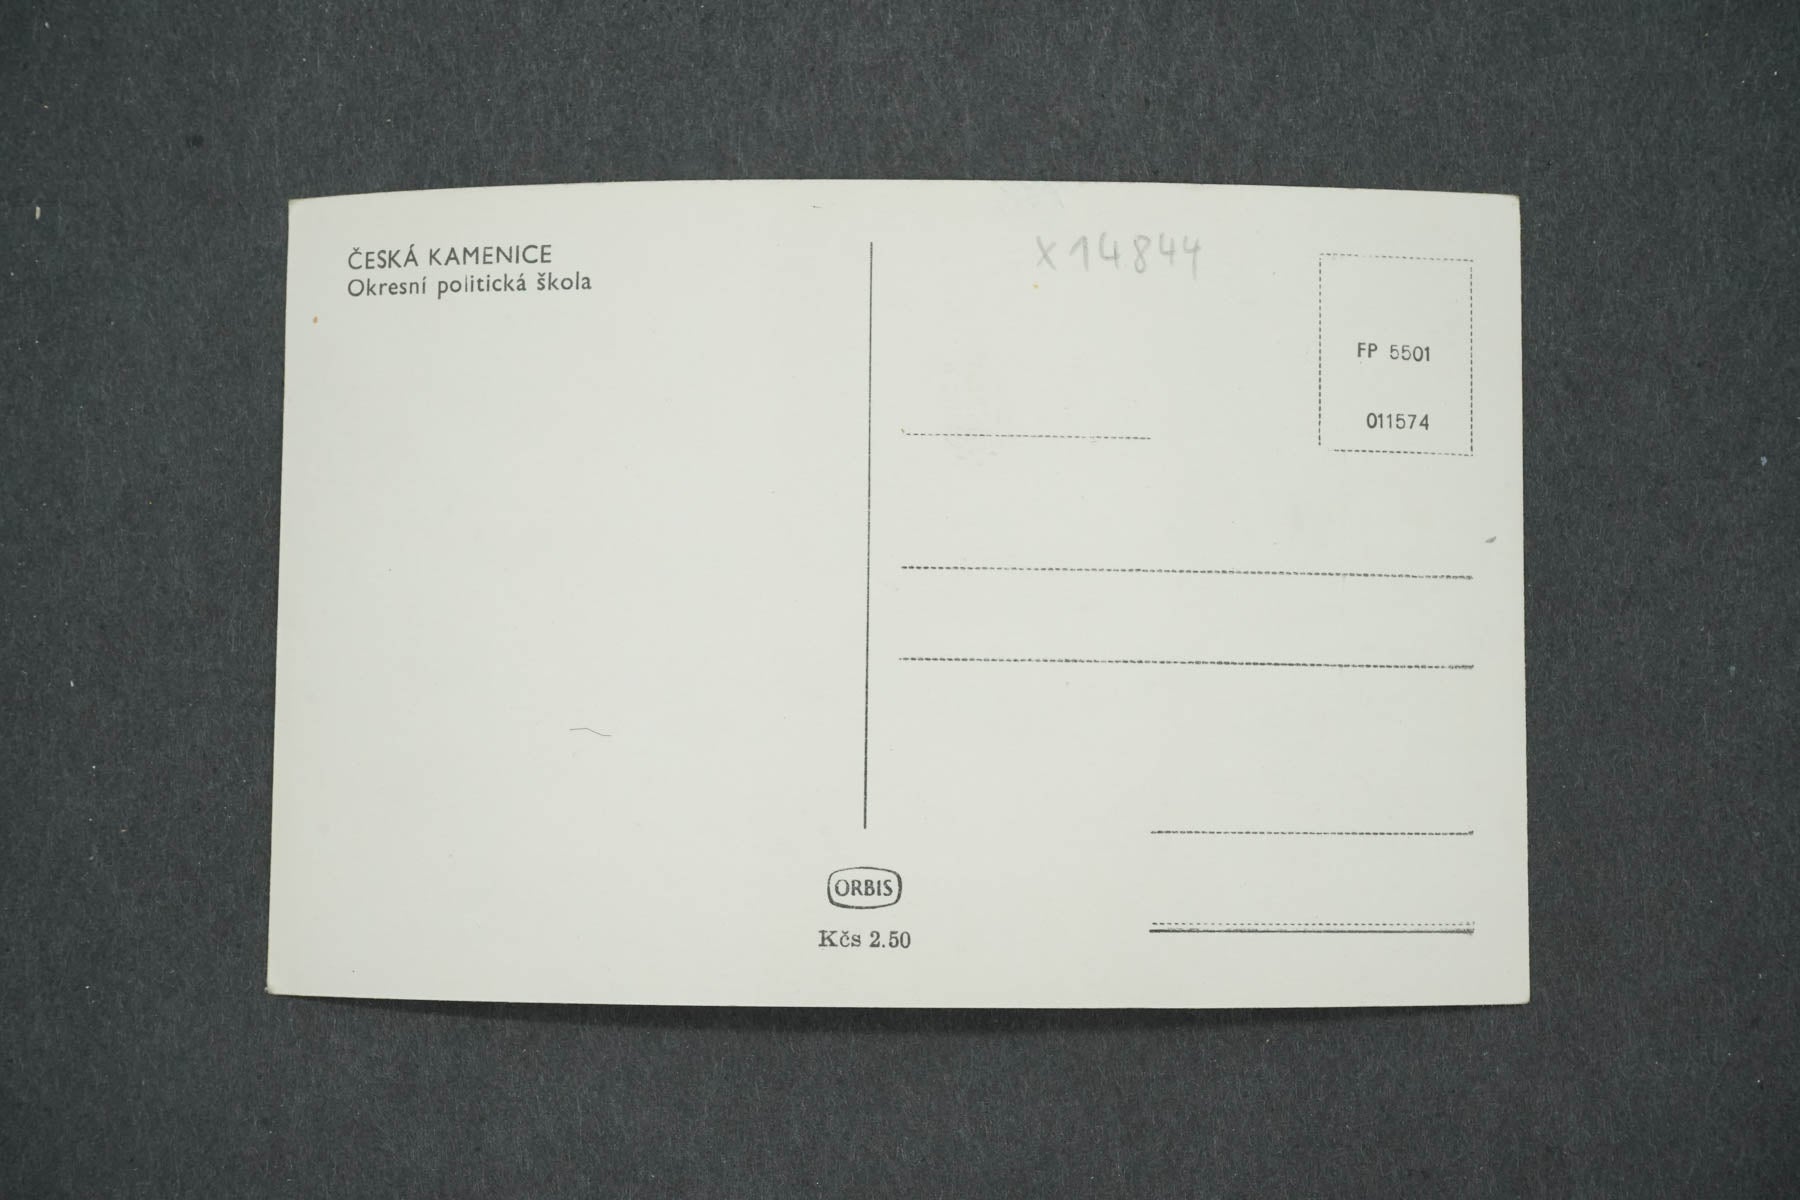 ČESKÁ KAMENICE
Okresní politická škola
x14844
FP 5501
011574
ORBIS
Kčs 2.50